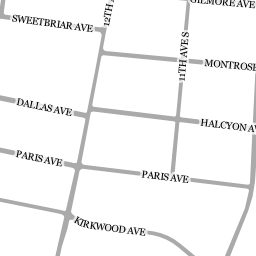 GILMORE AVE
SWEETBRIAR AVE
12TH
11TH AVE S
MONTROSE
DALLAS AVE
HALCYON AV
PARIS AVE
PARIS AVE
KIRKWOOD AVE